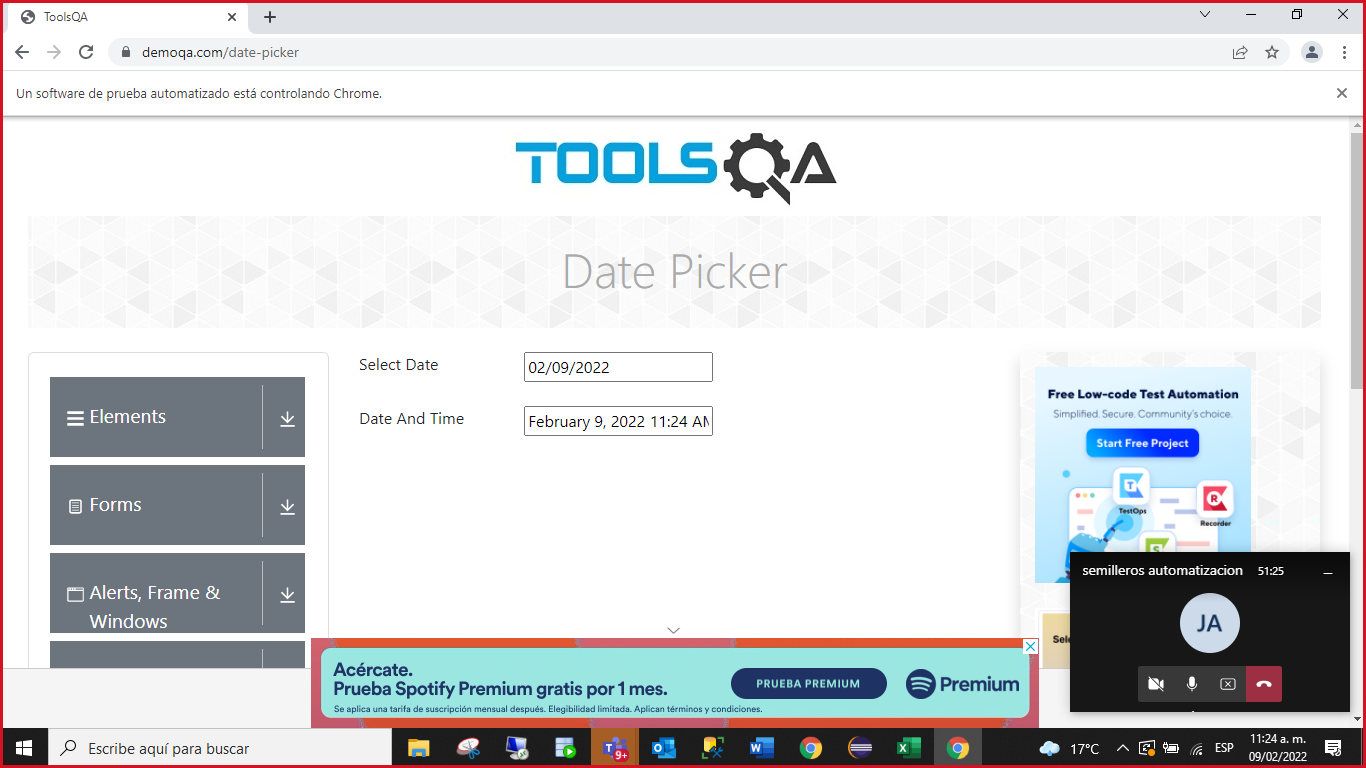 ToolsQA
demoqa.com/date-picker
Un software de prueba automatizado está controlando Chrome.
TOOLSQA
Date Picker
Elements
Forms
Alerts, Frame &
Windows
Select Date
02/09/2022
Date And Time
February 9, 2022 11:24 AM
Free Low-code Test Automation
Simplified. Secure. Community's choice.
Start Free Project
TestOps
Recorder
S
Sele
semilleros automatizacion
51:25
JA
Acércate.
Prueba Spotify Premium gratis por 1 mes.
Se aplica una tarifa de suscripción mensual después. Elegibilidad limitada. Aplican términos y condiciones.
PRUEBA PREMIUM
Premium
Escribe aquí para buscar
9+
17°C
ESP
11:24 a. m.
09/02/2022